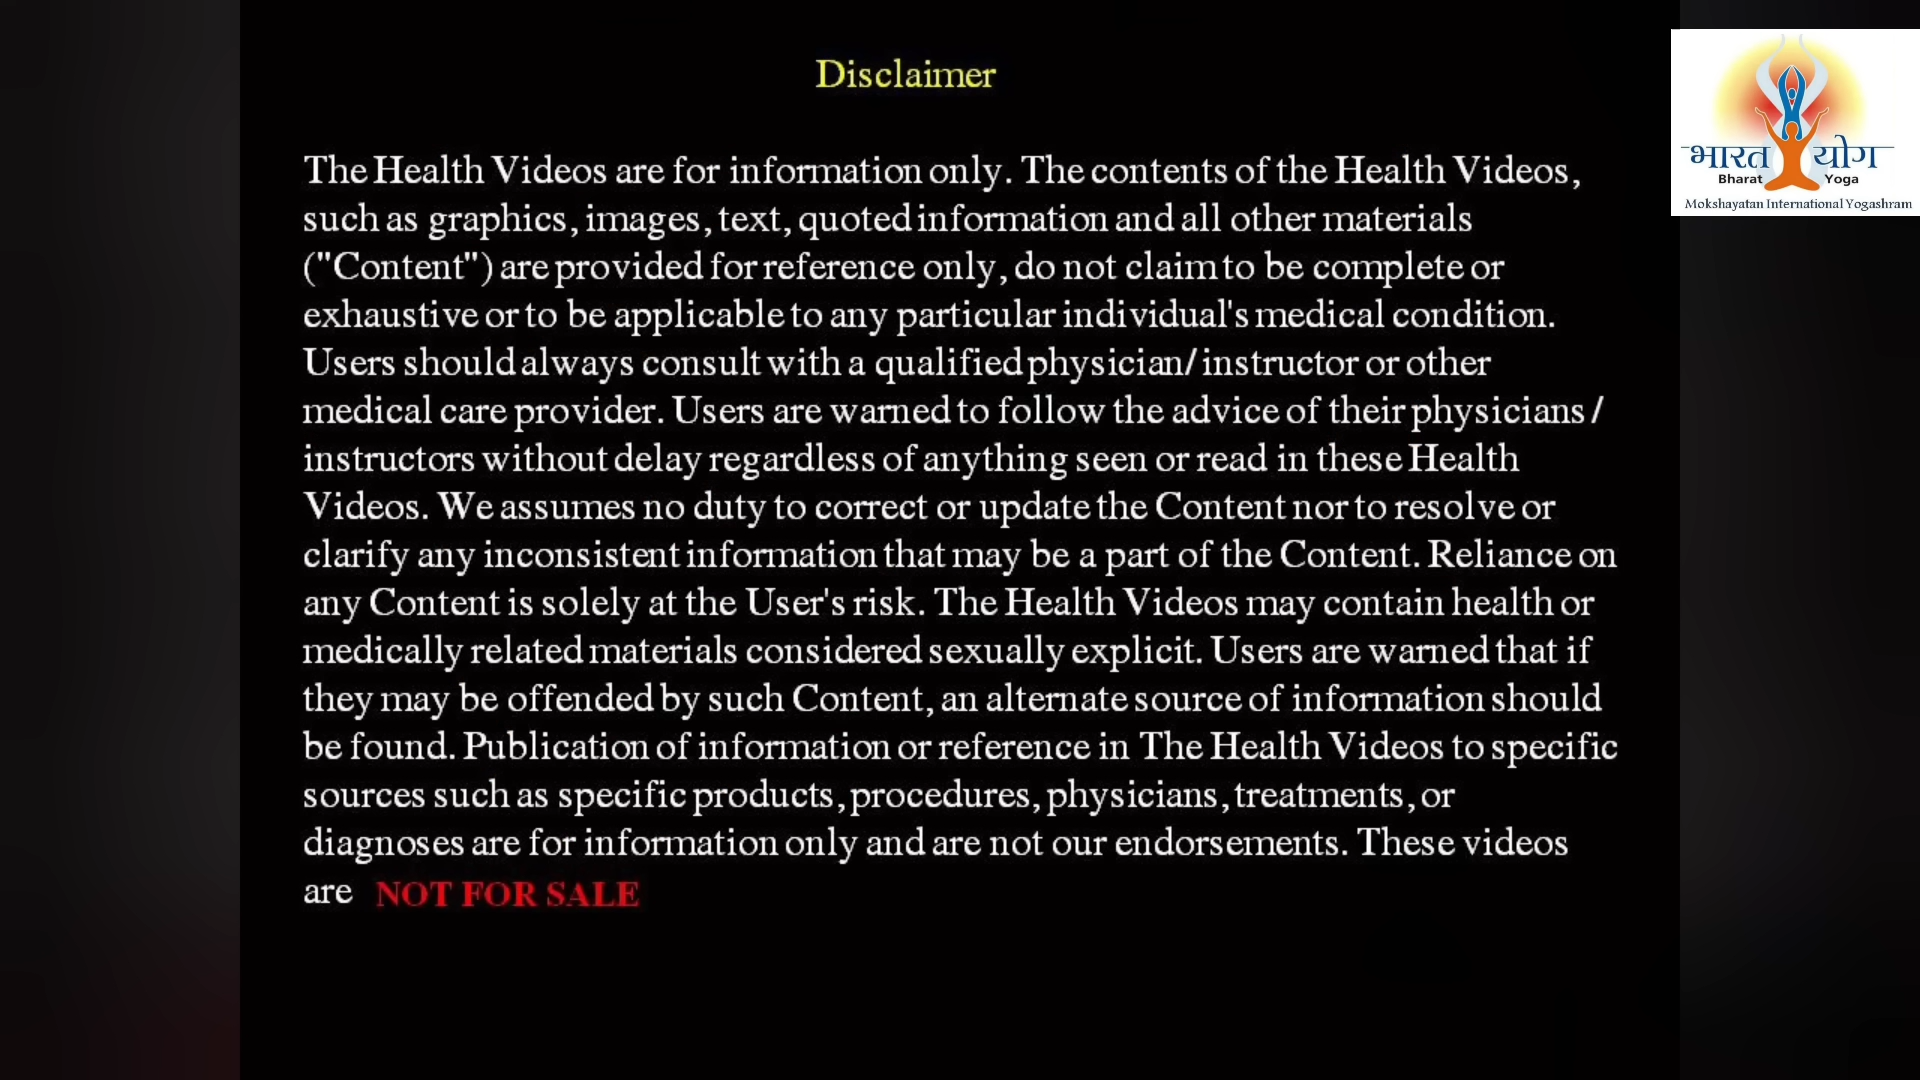 Disclaimer
The Health Videos are for information only. The contents of the Health Videos,
such as graphics, images, text, quoted information and all other materials
("Content") are provided for reference only, do not claim to be complete or
exhaustive or to be applicable to any particular individual's medical condition.
Users should always consult with a qualified physician/ instructor or other
medical care provider. Users are warned to follow the advice of their physicians /
instructors without delay regardless of anything seen or read in these Health
Videos. We assumes no duty to correct or update the Content nor to resolve or
clarify any inconsistent information that may be a part of the Content. Reliance on
any Content is solely at the User's risk. The Health Videos may contain health or
medically related materials considered sexually explicit. Users are warned that if
they may be offended by such Content, an alternate source of information should
be found. Publication of information or reference in The Health Videos to specific
sources such as specific products, procedures, physicians, treatments, or
diagnoses are for information only and are not our endorsements. These videos
are NOT FOR SALE
भारत योग
Bharat Yoga
Mokshayatan International Yogashram